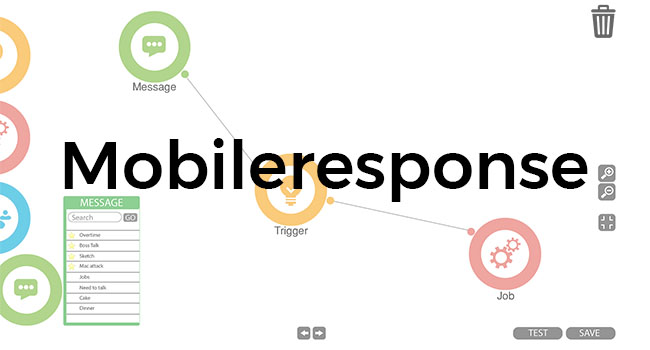 Message
Mobileresponse
MESSAGE
Search GO
Overtime
Boss Talk
Sketch
Mac attack
Jobs
Need to talk
Cake
Dinner
Trigger
Job
TEST SAVE